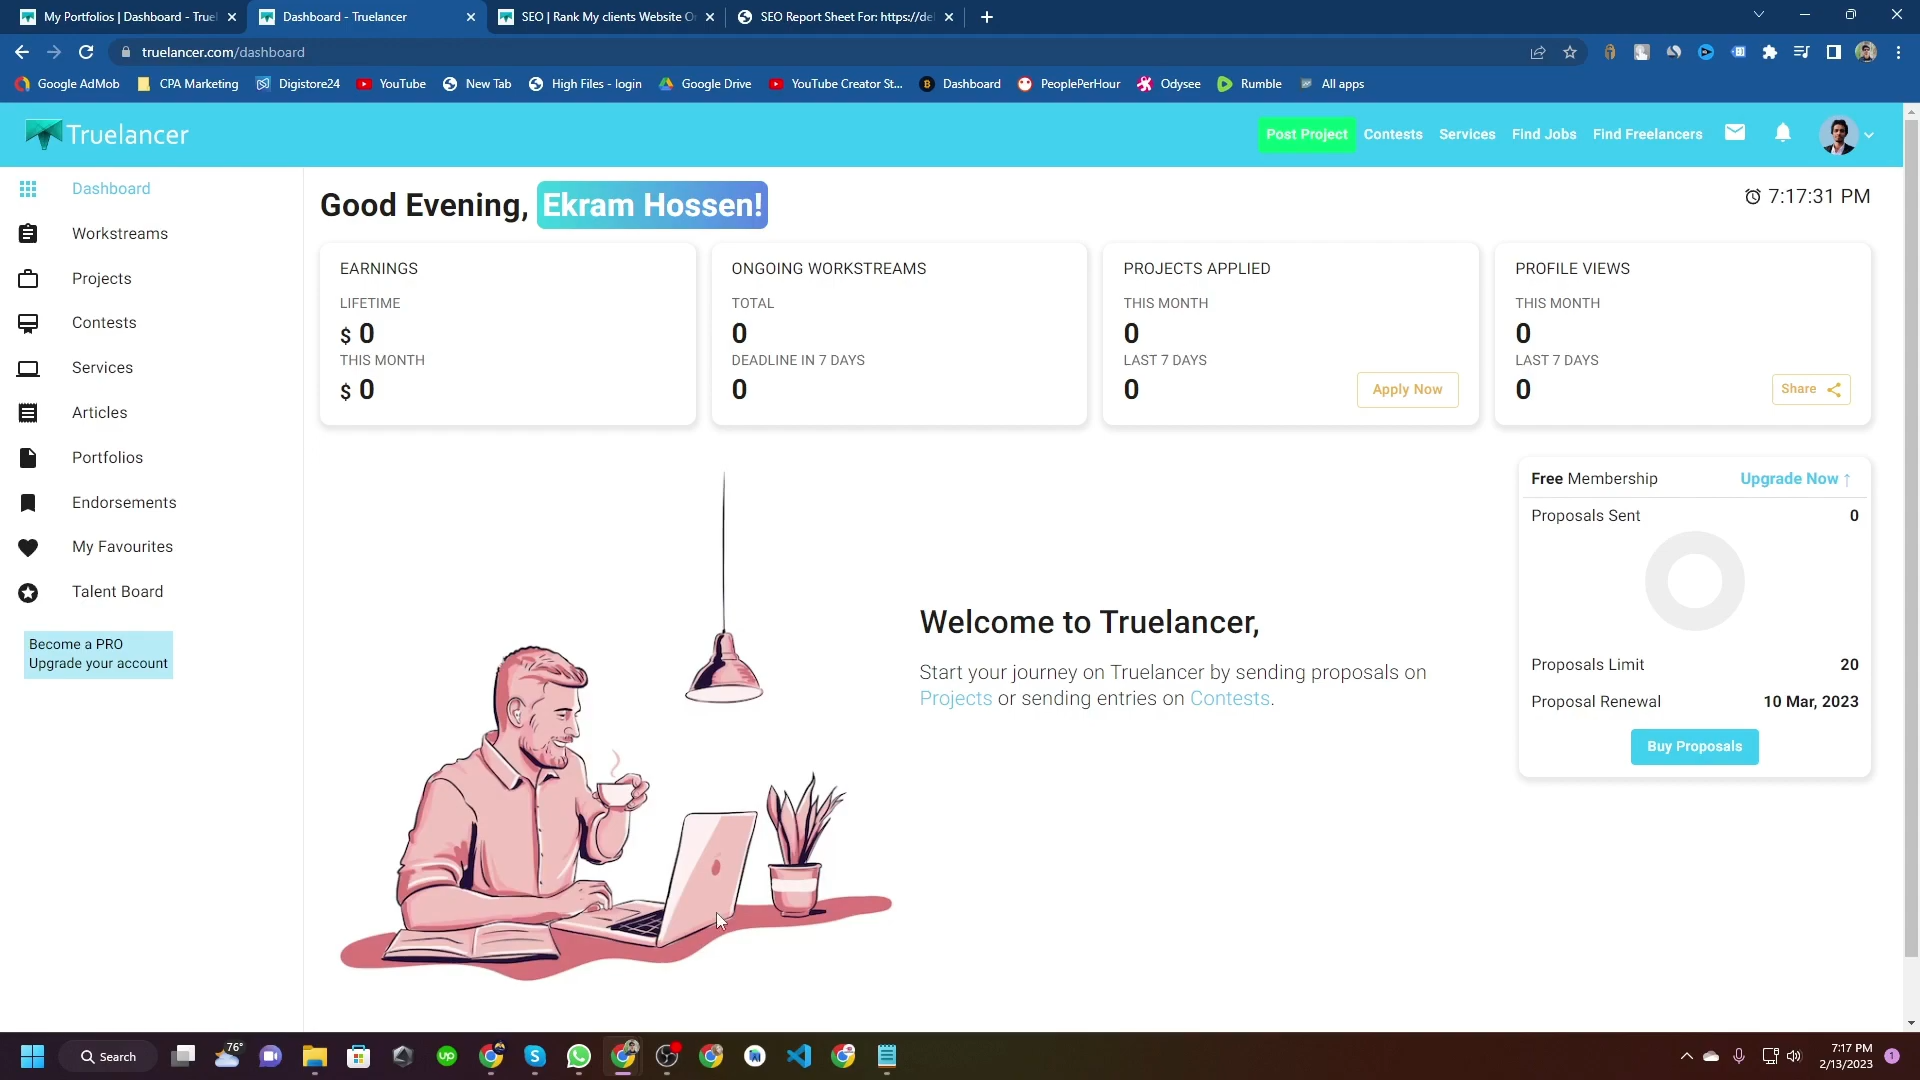 My Portfolios | Dashboard - Truel
Dashboard - Truelancer
SEO | Rank My clients Website O
SEO Report Sheet For: https://del
truelancer.com/dashboard
Google AdMob
CPA Marketing
Digistore24
YouTube
New Tab
High Files - login
Google Drive
YouTube Creator St...
Dashboard
PeoplePerHour
Odysee
Rumble
All apps
Truelancer
Post Project
Contests
Services
Find Jobs
Find Freelancers
Dashboard
Workstreams
Projects
Contests
Services
Articles
Portfolios
Endorsements
My Favourites
Talent Board
Become a PRO
Upgrade your account
Good Evening, Ekram Hossen!
7:17:31 PM
EARNINGS
LIFETIME
$ 0
THIS MONTH
$ 0
ONGOING WORKSTREAMS
TOTAL
0
DEADLINE IN 7 DAYS
0
PROJECTS APPLIED
THIS MONTH
0
LAST 7 DAYS
0
Apply Now
PROFILE VIEWS
THIS MONTH
0
LAST 7 DAYS
0
Share
Welcome to Truelancer,
Start your journey on Truelancer by sending proposals on
Projects or sending entries on Contests.
Free Membership
Upgrade Now ↑
Proposals Sent 0
Proposals Limit 20
Proposal Renewal 10 Mar, 2023
Buy Proposals
Search
76°
up
7:17 PM
2/13/2023
1